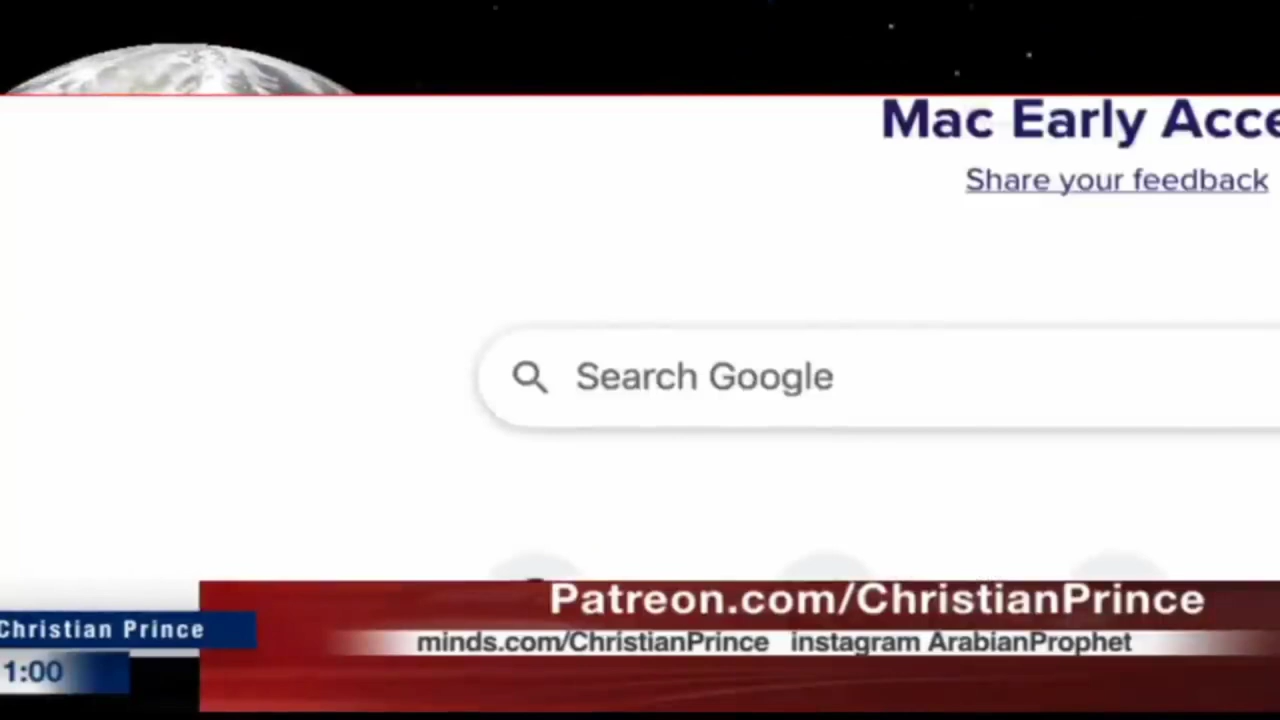 Mac Early Acce
Share your feedback
Search Google
Patreon.com/ChristianPrince
Christian Prince
minds.com/ChristianPrince instagram ArabianProphet
1:00